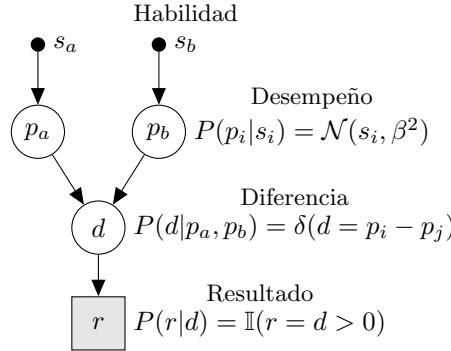 Habilidad
s_a s_b
Desempeño
p_a p_b P(p_i|s_i) = 𝒩(s_i, β²)
Diferencia
d P(d|p_a, p_b) = δ(d = p_i − p_j)
Resultado
r P(r|d) = 𝕀(r = d > 0)